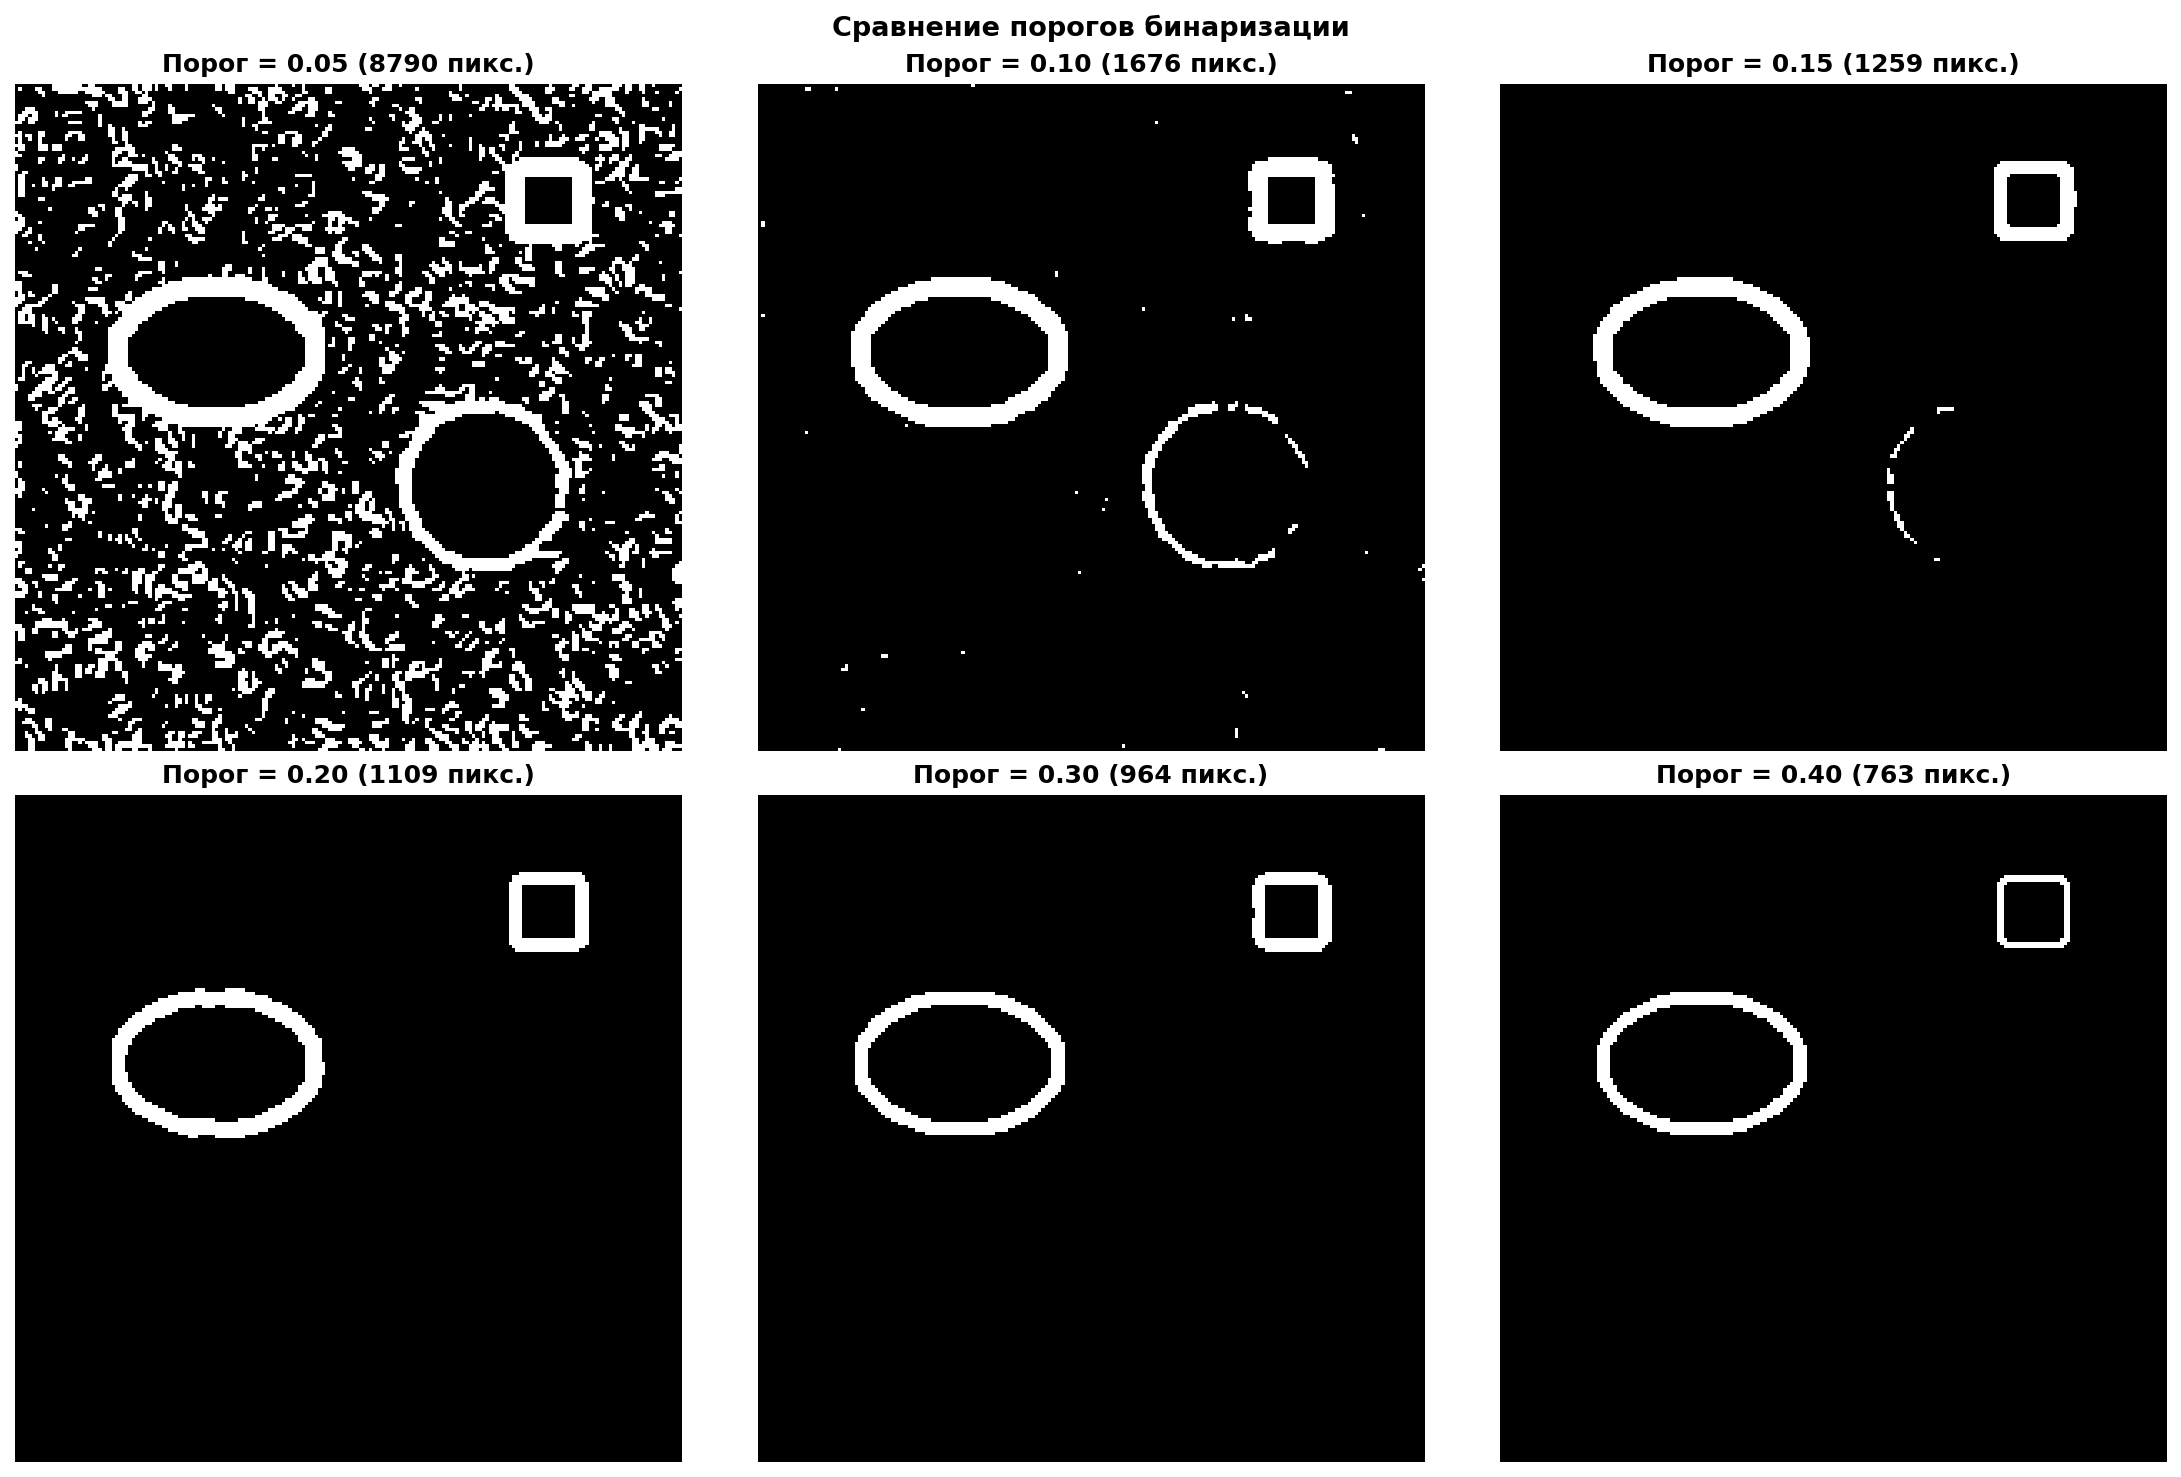 Сравнение порогов бинаризации
Порог = 0.05 (8790 пикс.)
Порог = 0.10 (1676 пикс.)
Порог = 0.15 (1259 пикс.)
Порог = 0.20 (1109 пикс.)
Порог = 0.30 (964 пикс.)
Порог = 0.40 (763 пикс.)